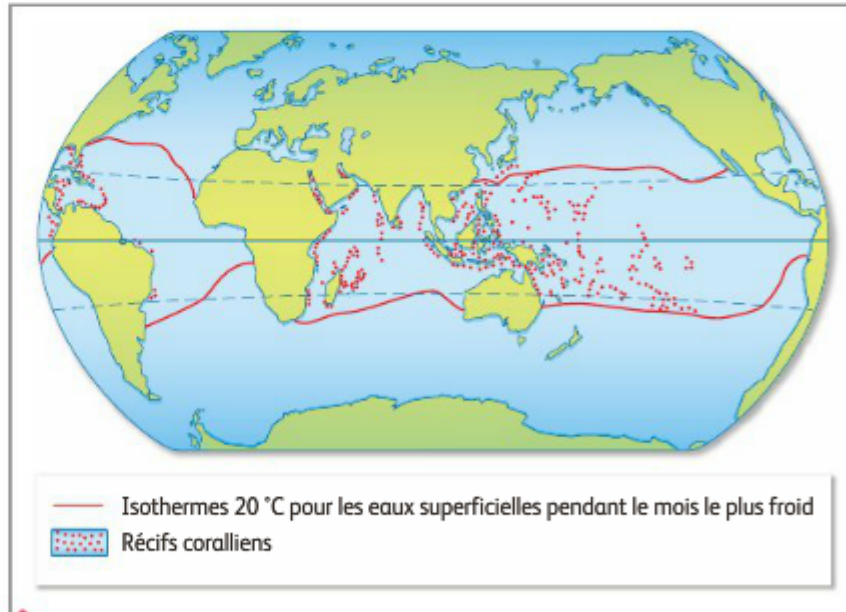 Isothermes 20 °C pour les eaux superficielles pendant le mois le plus froid
Récifs coralliens